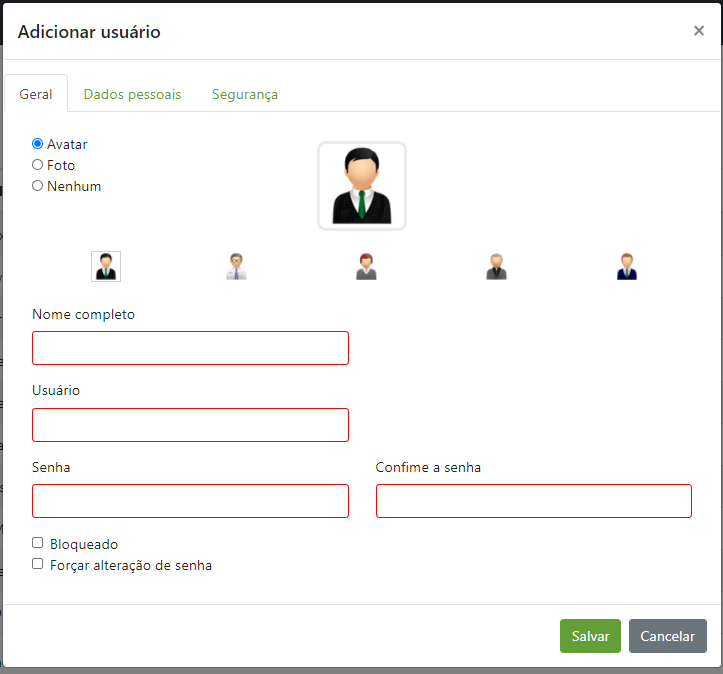 Adicionar usuário ×
Geral Dados pessoais Segurança
Avatar
Foto
Nenhum
Nome completo
Usuário
Senha Confime a senha
Bloqueado
Forçar alteração de senha
Salvar Cancelar